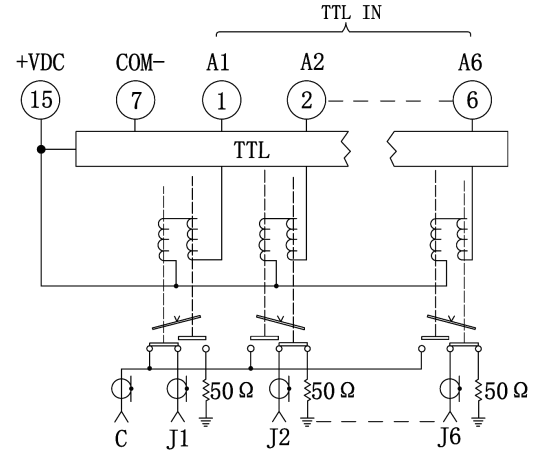 TTL IN
+VDC COM- A1 A2 A6
15 7 1 2 6
TTL
50 Ω 50 Ω 50 Ω
C J1 J2 J6